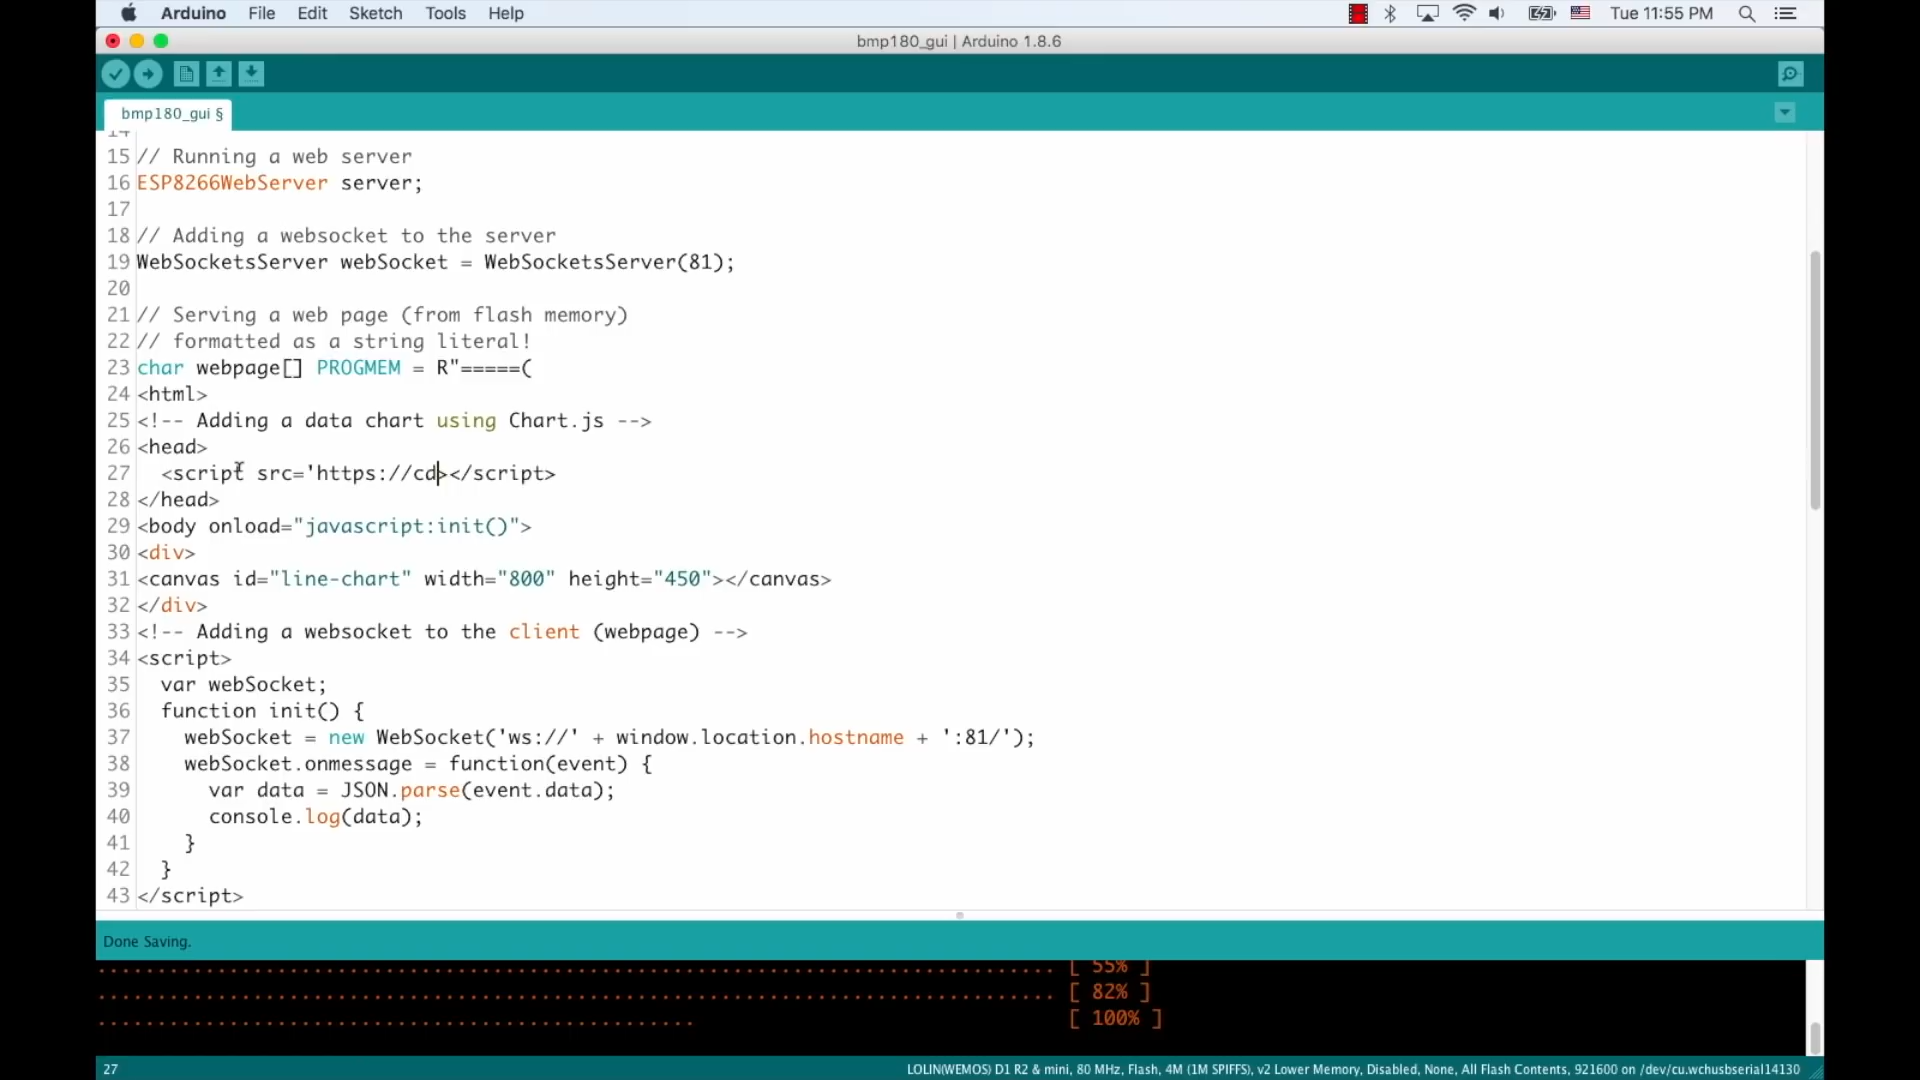 Arduino File Edit Sketch Tools Help Tue 11:55 PM
bmp180_gui | Arduino 1.8.6
bmp180_gui §
14
15 // Running a web server
16 ESP8266WebServer server;
17
18 // Adding a websocket to the server
19 WebSocketsServer webSocket = WebSocketsServer(81);
20
21 // Serving a web page (from flash memory)
22 // formatted as a string literal!
23 char webpage[] PROGMEM = R"=====(
24 <html>
25 <!-- Adding a data chart using Chart.js -->
26 <head>
27   <script src='https://cd></script>
28 </head>
29 <body onload="javascript:init()">
30 <div>
31 <canvas id="line-chart" width="800" height="450"></canvas>
32 </div>
33 <!-- Adding a websocket to the client (webpage) -->
34 <script>
35   var webSocket;
36   function init() {
37     webSocket = new WebSocket('ws://' + window.location.hostname + ':81/');
38     webSocket.onmessage = function(event) {
39       var data = JSON.parse(event.data);
40       console.log(data);
41     }
42   }
43 </script>
Done Saving.
................................................................................ [ 55% ]
................................................................................ [ 82% ]
.................................................. [ 100% ]
27 LOLIN(WEMOS) D1 R2 & mini, 80 MHz, Flash, 4M (1M SPIFFS), v2 Lower Memory, Disabled, None, All Flash Contents, 921600 on /dev/cu.wchusbserial14130